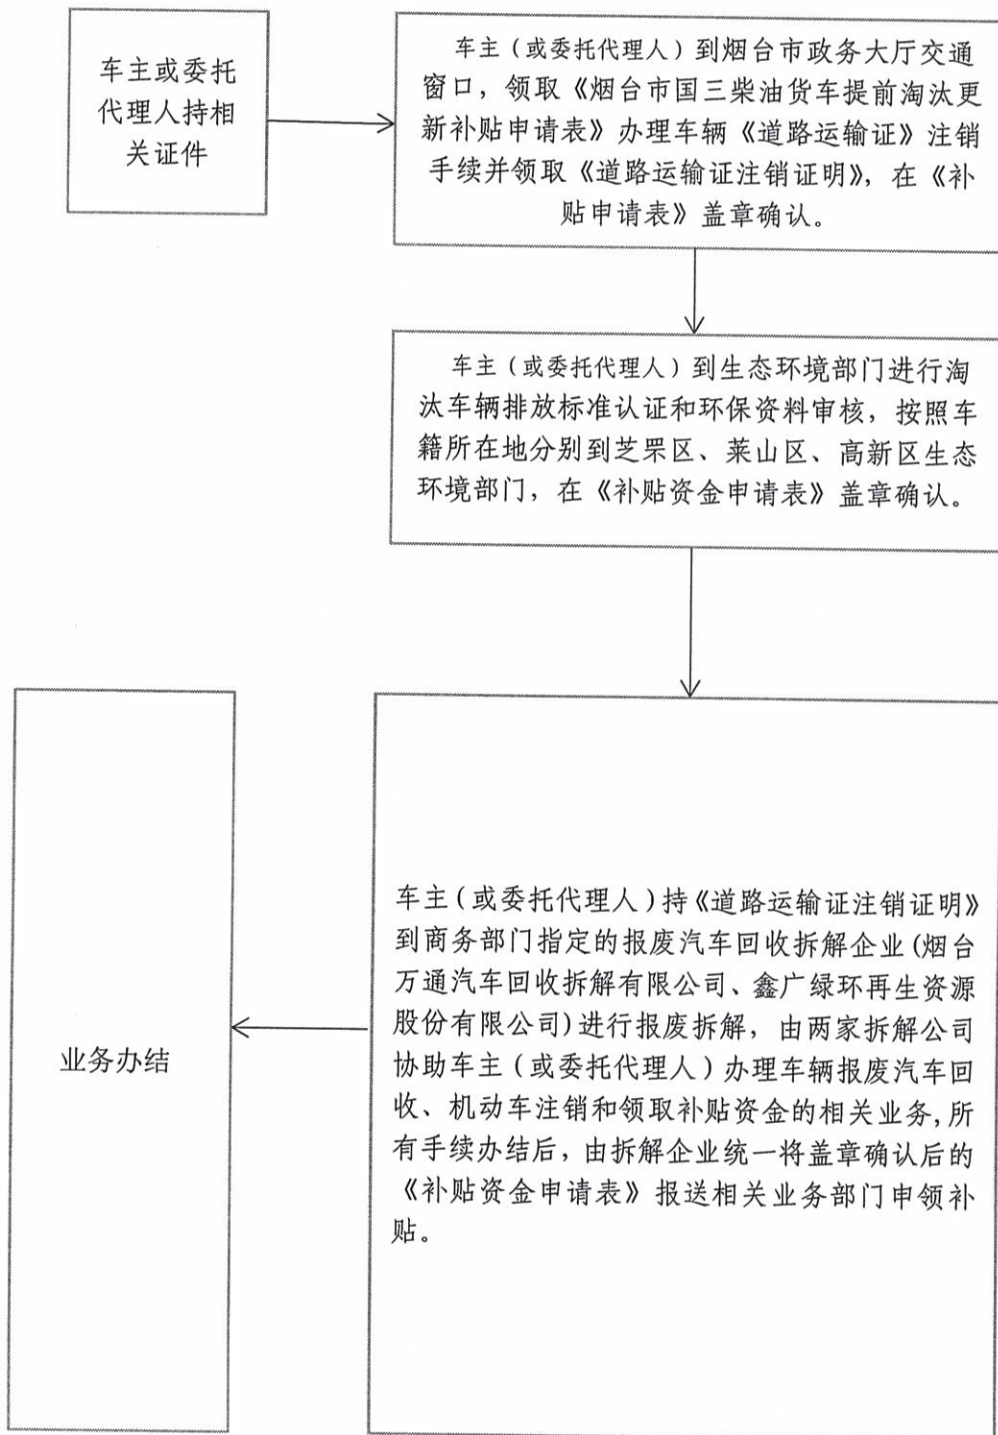 车主或委托
代理人持相
关证件
车主（或委托代理人）到烟台市政务大厅交通
窗口，领取《烟台市国三柴油货车提前淘汰更
新补贴申请表》办理车辆《道路运输证》注销
手续并领取《道路运输证注销证明》，在《补
贴申请表》盖章确认。
车主（或委托代理人）到生态环境部门进行淘
汰车辆排放标准认证和环保资料审核，按照车
籍所在地分别到芝罘区、莱山区、高新区生态
环境部门，在《补贴资金申请表》盖章确认。
车主（或委托代理人）持《道路运输证注销证明》
到商务部门指定的报废汽车回收拆解企业（烟台
万通汽车回收拆解有限公司、鑫广绿环再生资源
股份有限公司）进行报废拆解，由两家拆解公司
协助车主（或委托代理人）办理车辆报废汽车回
收、机动车注销和领取补贴资金的相关业务,所
有手续办结后，由拆解企业统一将盖章确认后的
《补贴资金申请表》报送相关业务部门申领补
贴。
业务办结